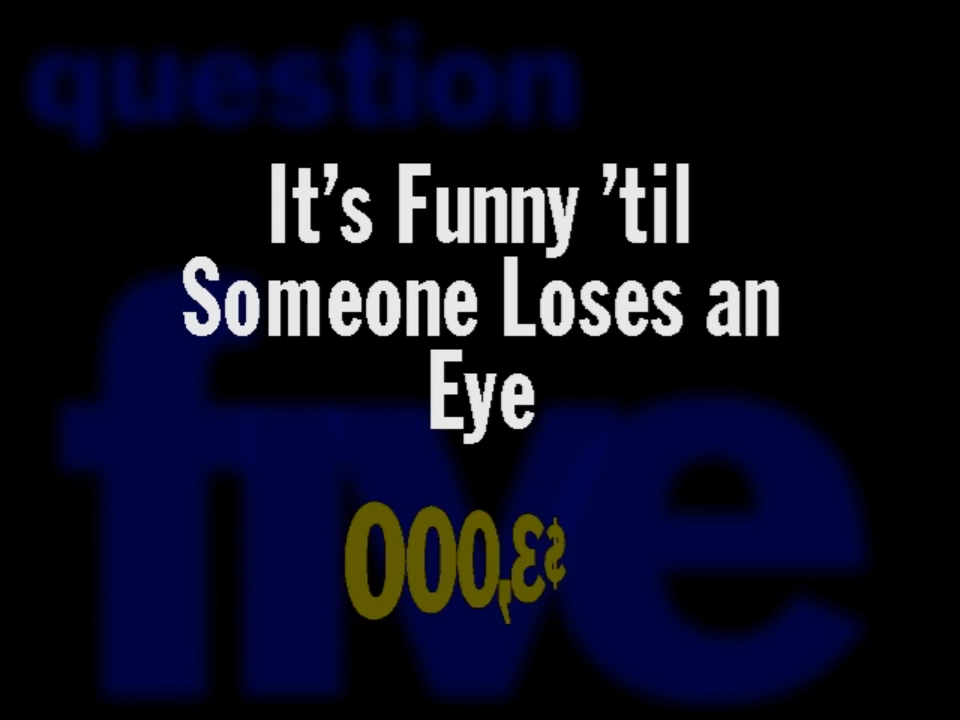 question
It's Funny 'til
Someone Loses an
Eye
five
$3,000